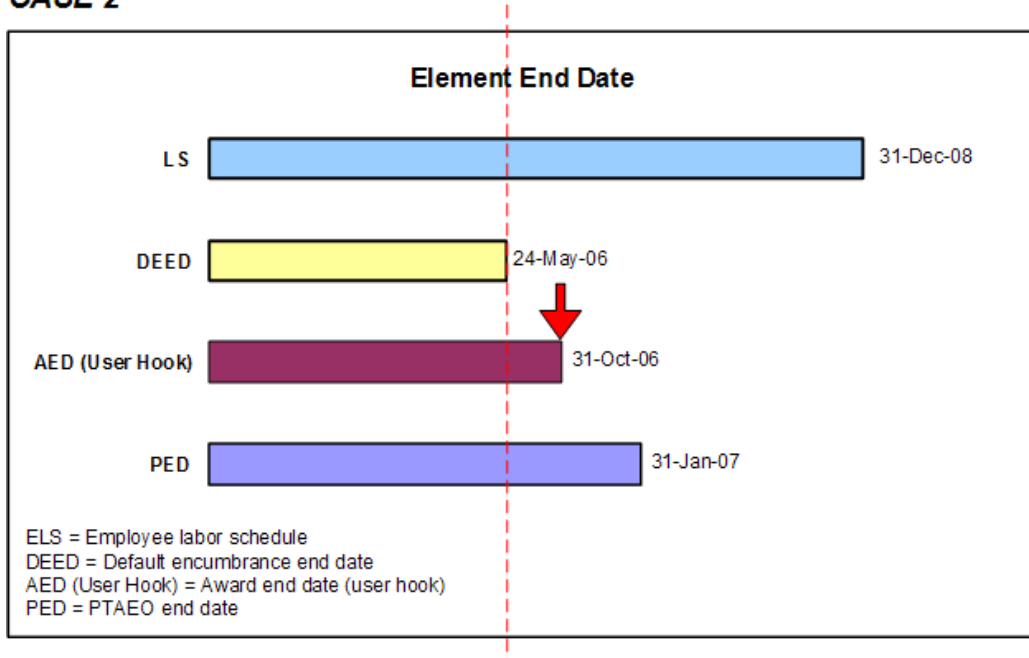 CASE 2
Element End Date
LS
31-Dec-08
DEED
24-May-06
AED (User Hook)
31-Oct-06
PED
31-Jan-07
ELS = Employee labor schedule
DEED = Default encumbrance end date
AED (User Hook) = Award end date (user hook)
PED = PTAEO end date